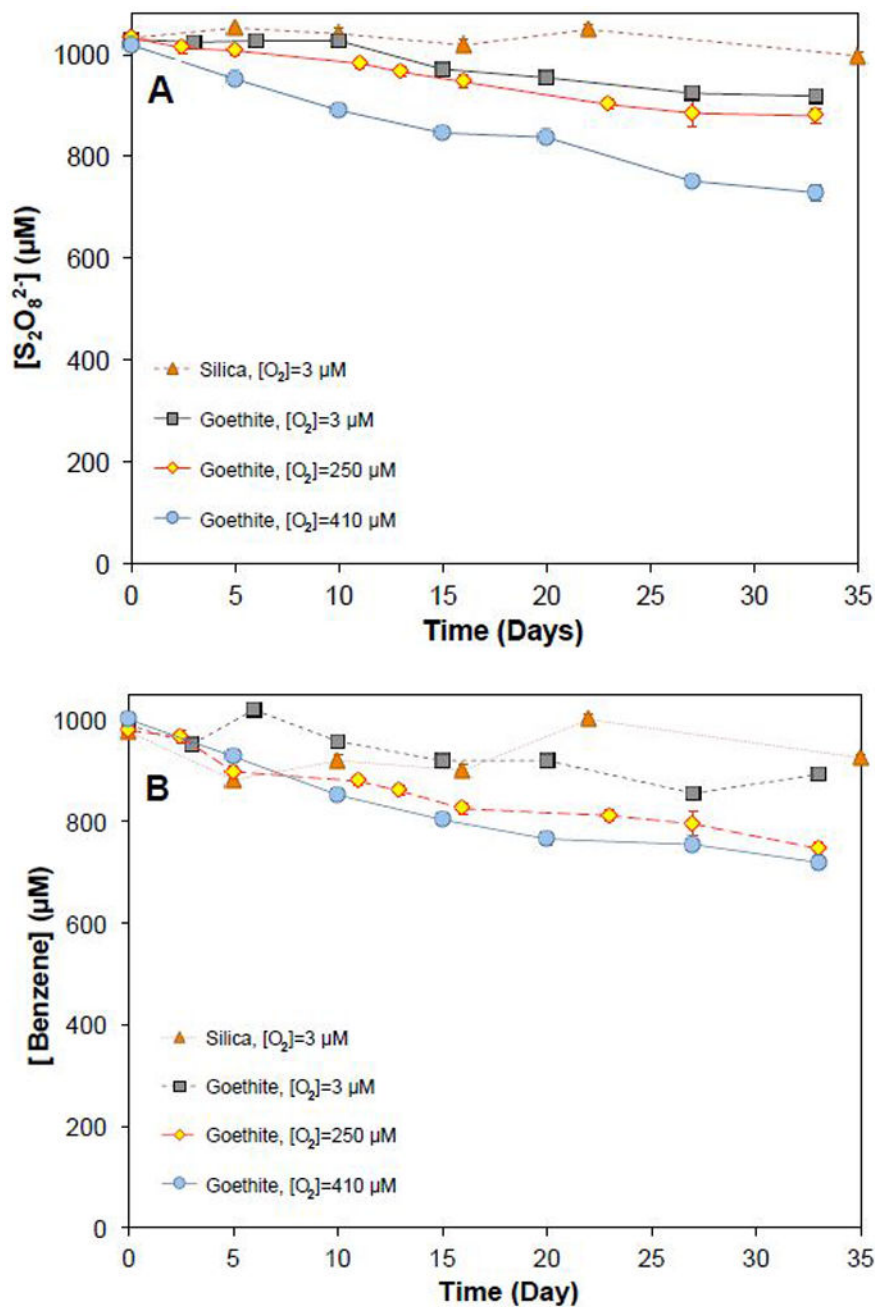 1000
A
800
[S₂O₈²⁻] (µM)
600
400
Silica, [O₂]=3 µM
Goethite, [O₂]=3 µM
200
Goethite, [O₂]=250 µM
Goethite, [O₂]=410 µM
0
0 5 10 15 20 25 30 35
Time (Days)
1000
B
800
[Benzene] (µM)
600
400
Silica, [O₂]=3 µM
Goethite, [O₂]=3 µM
200
Goethite, [O₂]=250 µM
Goethite, [O₂]=410 µM
0
0 5 10 15 20 25 30 35
Time (Day)